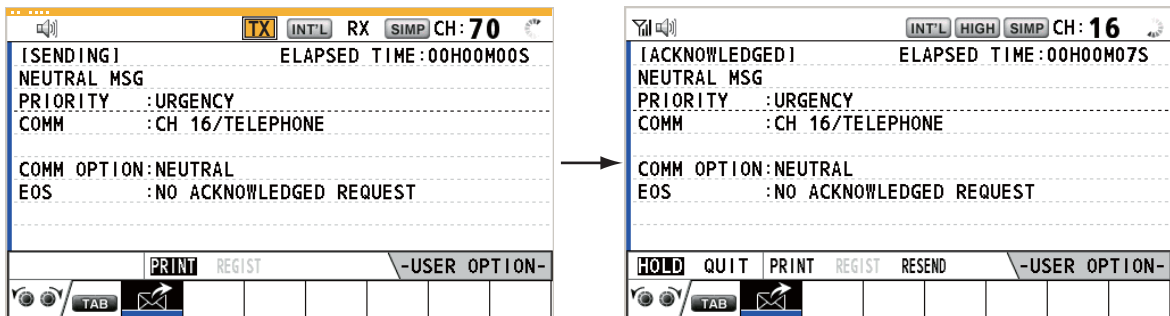 TX INT'L RX SIMP CH: 70
[SENDING] ELAPSED TIME:00H00M00S
NEUTRAL MSG
PRIORITY :URGENCY
COMM :CH 16/TELEPHONE
COMM OPTION:NEUTRAL
EOS :NO ACKNOWLEDGED REQUEST
PRINT REGIST -USER OPTION-
TAB
INT'L HIGH SIMP CH: 16
[ACKNOWLEDGED] ELAPSED TIME:00H00M07S
NEUTRAL MSG
PRIORITY :URGENCY
COMM :CH 16/TELEPHONE
COMM OPTION:NEUTRAL
EOS :NO ACKNOWLEDGED REQUEST
HOLD QUIT PRINT REGIST RESEND -USER OPTION-
TAB